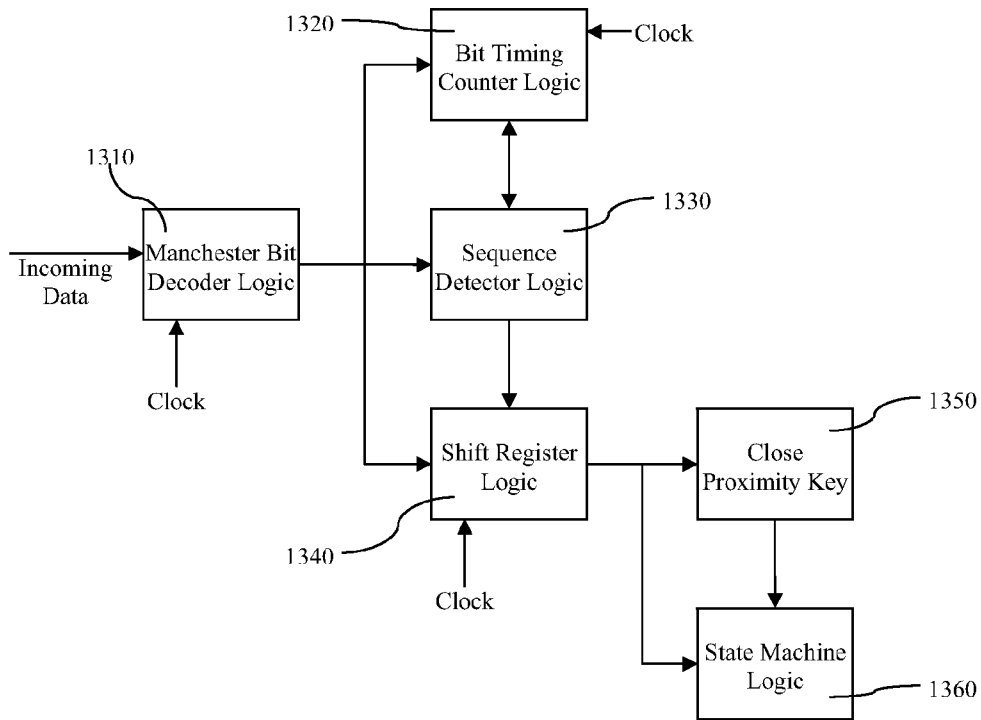 1320
Bit Timing
Counter Logic
Clock
1310
Manchester Bit
Decoder Logic
Incoming
Data
Clock
1330
Sequence
Detector Logic
Shift Register
Logic
1340
Clock
1350
Close
Proximity Key
State Machine
Logic
1360